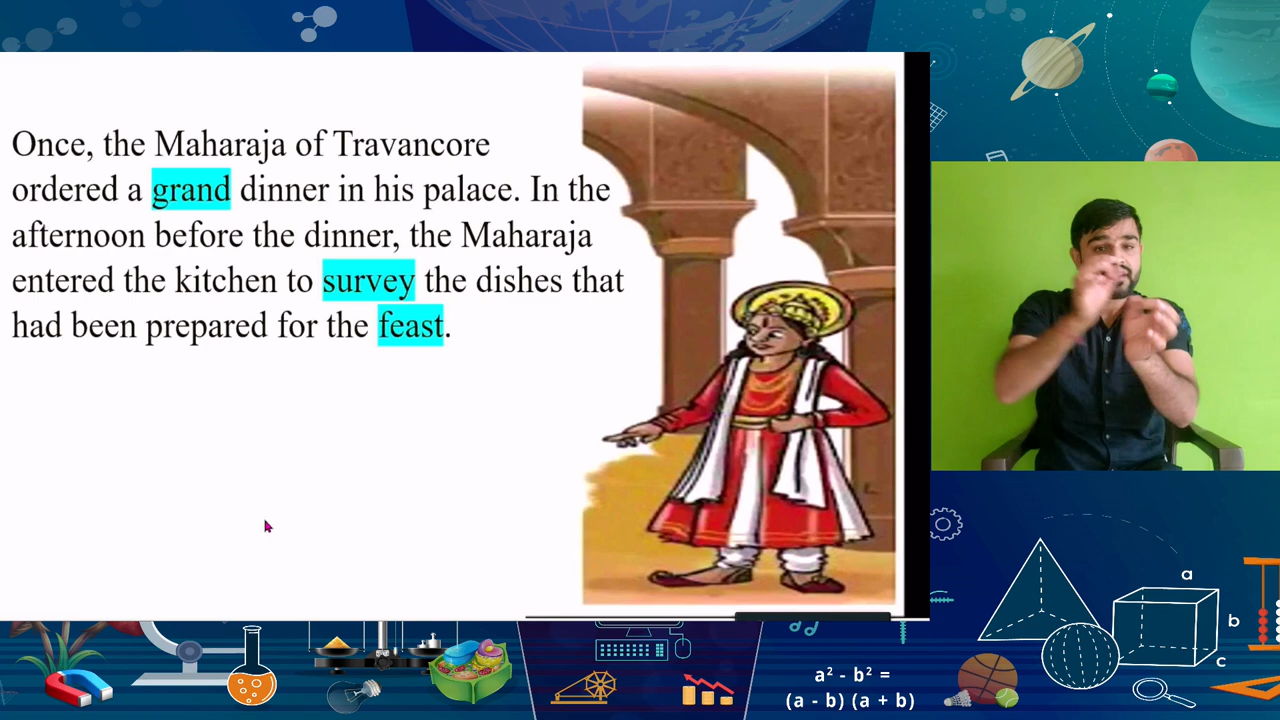 Once, the Maharaja of Travancore
ordered a grand dinner in his palace. In the
afternoon before the dinner, the Maharaja
entered the kitchen to survey the dishes that
had been prepared for the feast.
a
b
c
a² - b² =
(a - b) (a + b)